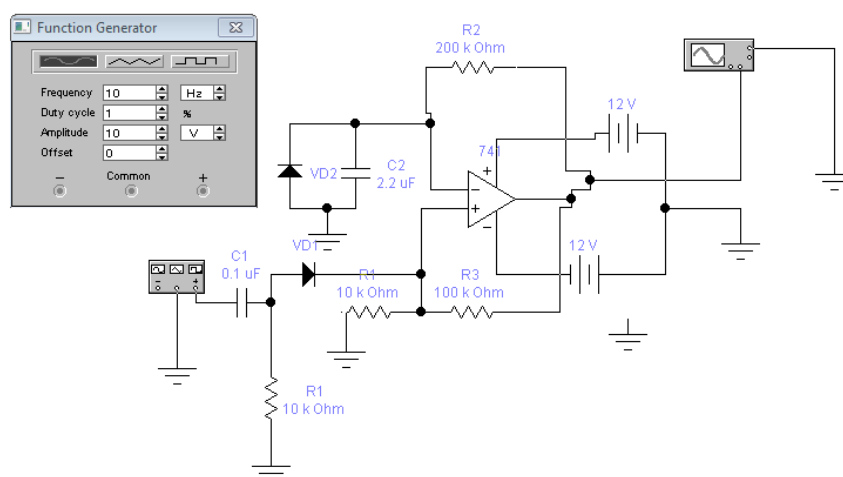 Function Generator
Frequency 10 Hz
Duty cycle 1 %
Amplitude 10 V
Offset 0
− Common +
R2
200 k Ohm
12 V
741
+
VD2
C2
2.2 uF
−
+
−
VD1
12 V
C1
0.1 uF
R1
10 k Ohm
R3
100 k Ohm
− +
R1
10 k Ohm